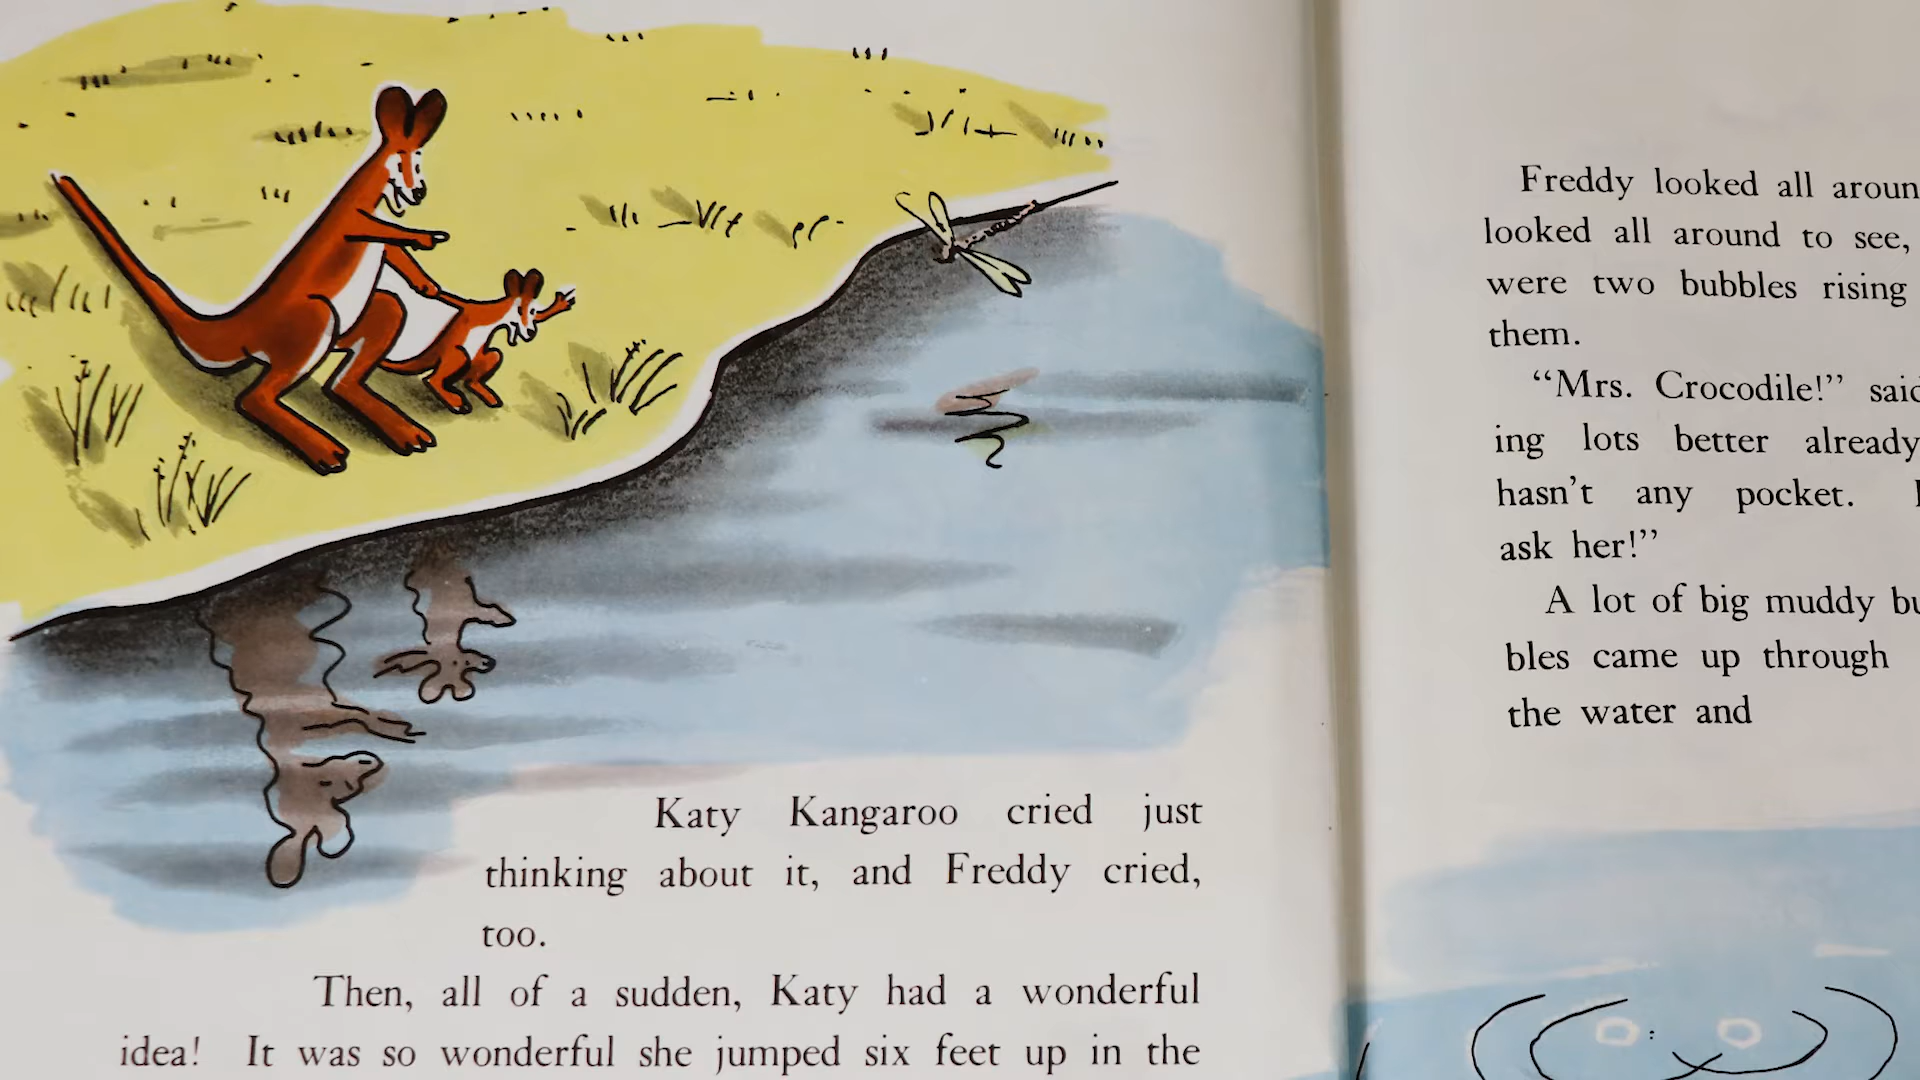 Katy Kangaroo cried just
thinking about it, and Freddy cried,
too.
Then, all of a sudden, Katy had a wonderful
idea! It was so wonderful she jumped six feet up in the
Freddy looked all
looked all around to see,
were two bubbles rising
them.
“Mrs. Crocodile!”
ing lots better already
hasn’t any pocket.
ask her!”
A lot of big muddy
bles came up through
the water and